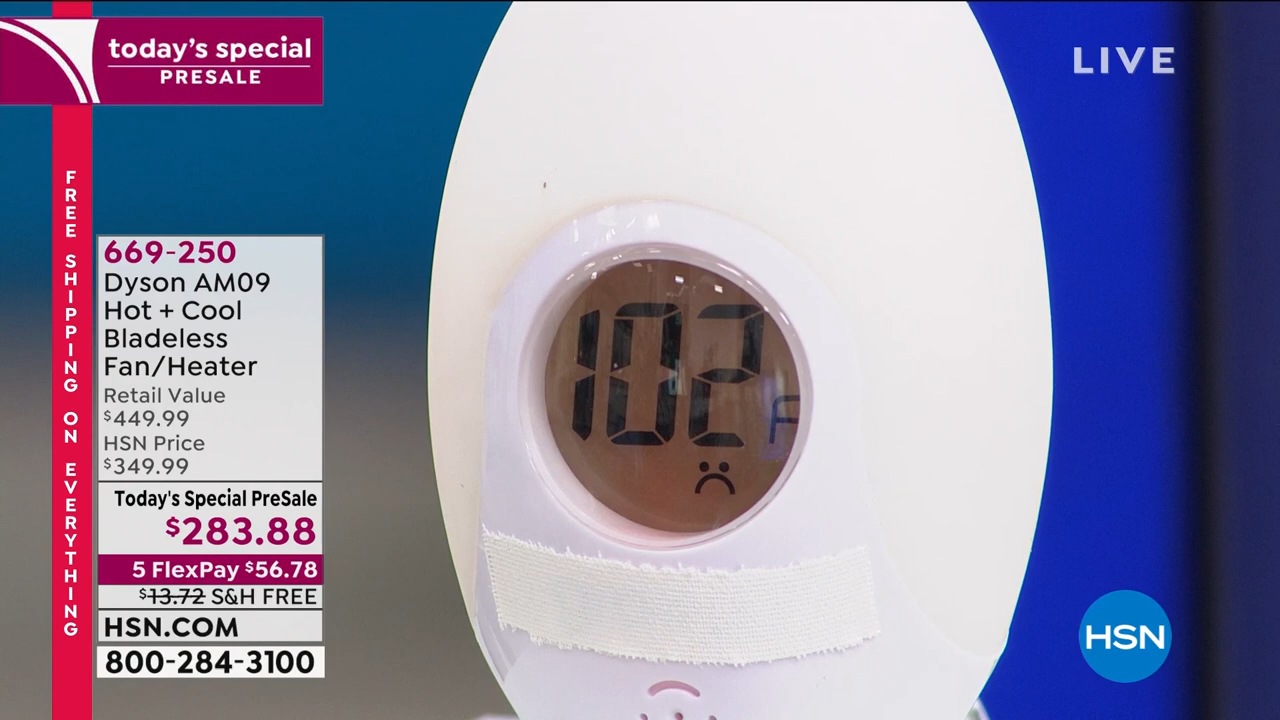 today's special
PRESALE
LIVE
FREE SHIPPING ON EVERYTHING
669-250
Dyson AM09
Hot + Cool
Bladeless
Fan/Heater
Retail Value
$449.99
HSN Price
$349.99
Today's Special PreSale
$283.88
5 FlexPay $56.78
$13.72 S&H FREE
HSN.COM
800-284-3100
102 F
HSN